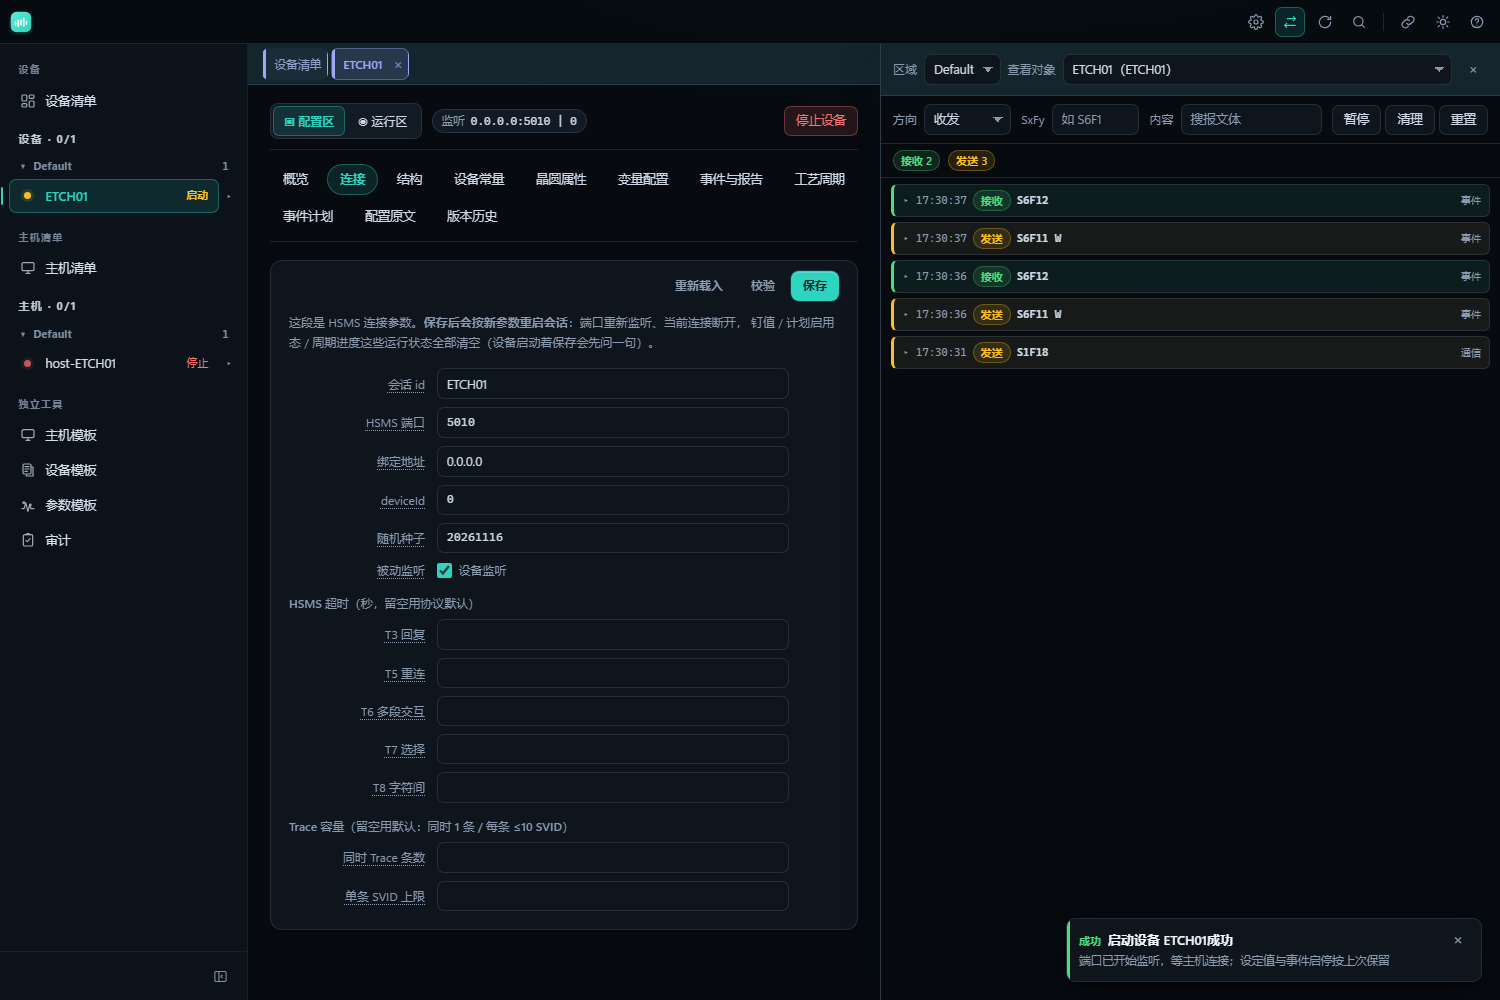 设备
设备清单
设备 · 0/1
Default 1
ETCH01 启动
主机清单
主机清单
主机 · 0/1
Default 1
host-ETCH01 停止
独立工具
主机模板
设备模板
参数模板
审计
设备清单 ETCH01 ×
配置区 运行区 监听 0.0.0.0:5010 | 0 停止设备
概览 连接 结构 设备常量 晶圆属性 变量配置 事件与报告 工艺周期
事件计划 配置原文 版本历史
重新载入 校验 保存
这段是 HSMS 连接参数。保存后会按新参数重启会话：端口重新监听、当前连接断开， 钉值 / 计划启用
态 / 周期进度这些运行状态全部清空（设备启动着保存会先问一句）。
会话 id ETCH01
HSMS 端口 5010
绑定地址 0.0.0.0
deviceId 0
随机种子 20261116
被动监听 设备监听
HSMS 超时（秒，留空用协议默认）
T3 回复
T5 重连
T6 多段交互
T7 选择
T8 字符间
Trace 容量（留空用默认：同时 1 条 / 每条 ≤10 SVID）
同时 Trace 条数
单条 SVID 上限
区域 Default 查看对象 ETCH01（ETCH01） ×
方向 收发 SxFy 如 S6F1 内容 搜报文体 暂停 清理 重置
接收 2 发送 3
17:30:37 接收 S6F12 事件
17:30:37 发送 S6F11 W 事件
17:30:36 接收 S6F12 事件
17:30:36 发送 S6F11 W 事件
17:30:31 发送 S1F18 通信
成功 启动设备 ETCH01成功 ×
端口已开始监听，等主机连接；设定值与事件启停按上次保留